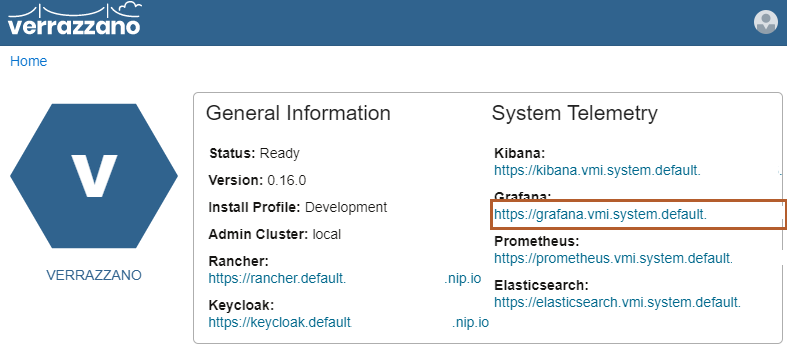 verrazzano
Home
V
VERRAZZANO
General Information
Status: Ready
Version: 0.16.0
Install Profile: Development
Admin Cluster: local
Rancher:
https://rancher.default. .nip.io
Keycloak:
https://keycloak.default .nip.io
System Telemetry
Kibana:
https://kibana.vmi.system.default. .
Grafana:
https://grafana.vmi.system.default.
Prometheus:
https://prometheus.vmi.system.default.
Elasticsearch:
https://elasticsearch.vmi.system.default.